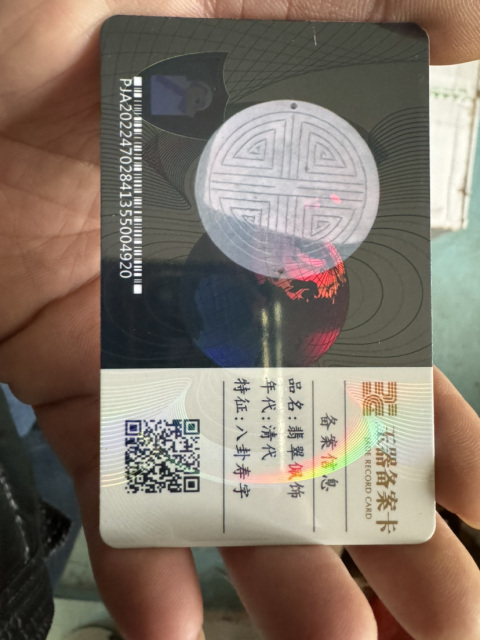 玉器备案卡
JADE RECORD CARD
备案信息
品名:翡翠佩饰
年代:清代
特征:八卦寿字
PJA2022470284135504920